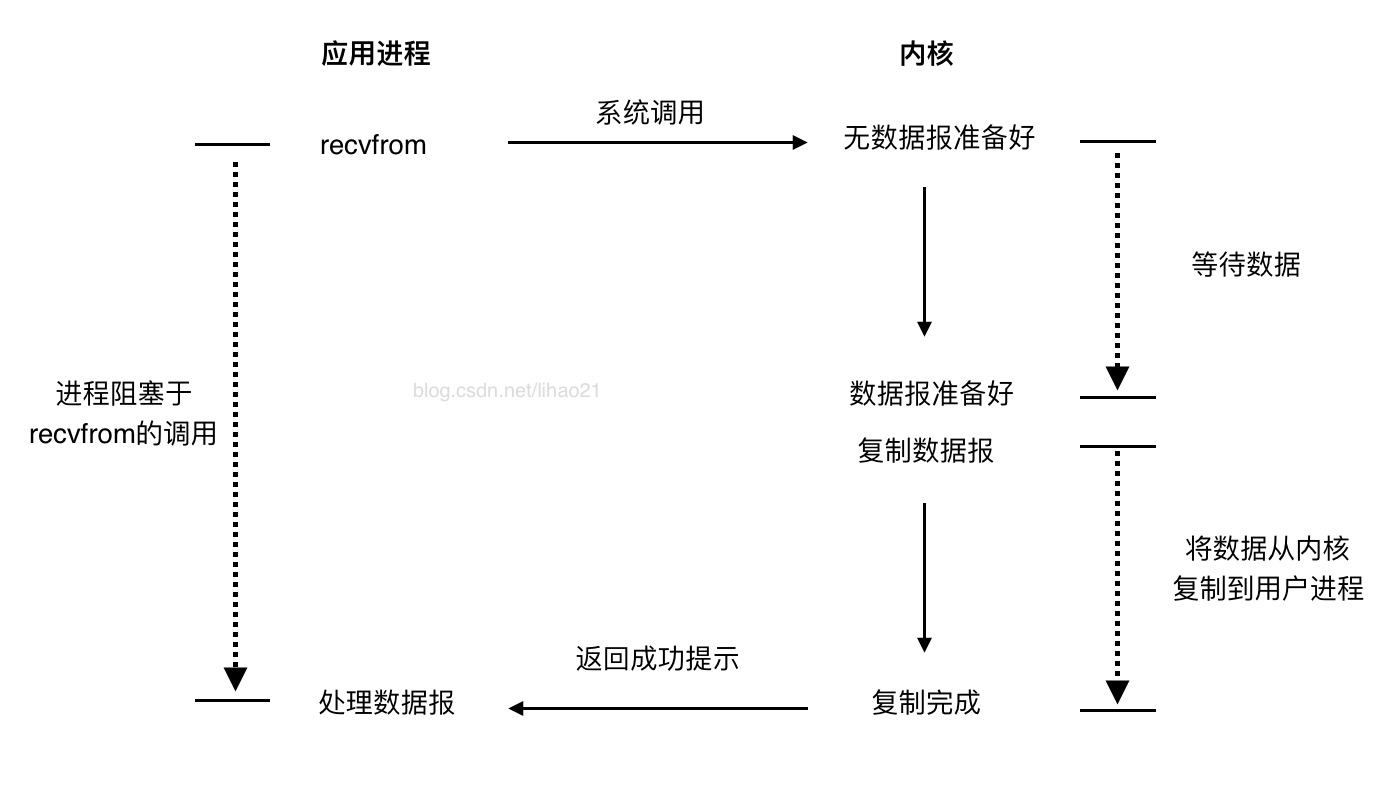 应用进程
内核
系统调用
recvfrom
无数据报准备好
等待数据
进程阻塞于
recvfrom的调用
blog.csdn.net/lihao21
数据报准备好
复制数据报
将数据从内核
复制到用户进程
返回成功提示
处理数据报
复制完成